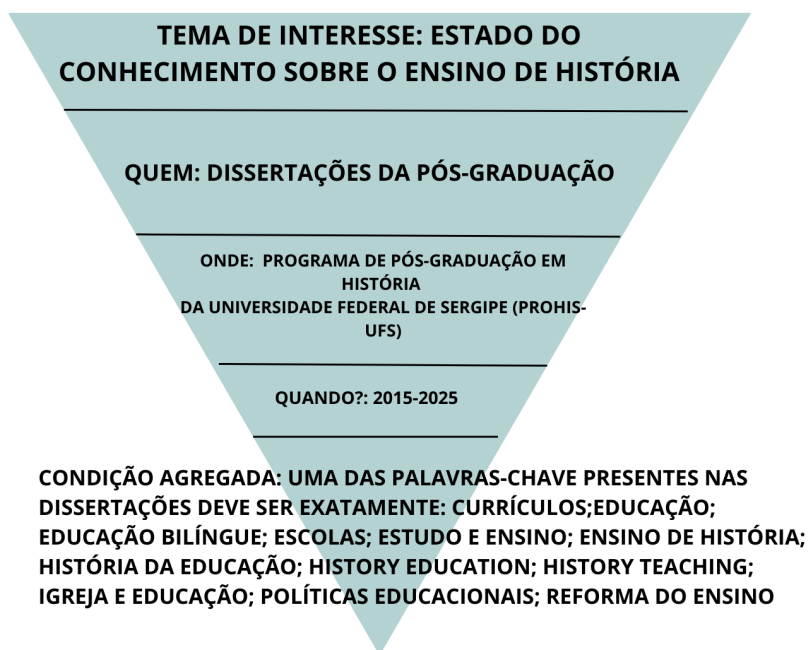 TEMA DE INTERESSE: ESTADO DO
CONHECIMENTO SOBRE O ENSINO DE HISTÓRIA
QUEM: DISSERTAÇÕES DA PÓS-GRADUAÇÃO
ONDE:  PROGRAMA DE PÓS-GRADUAÇÃO EM
HISTÓRIA
DA UNIVERSIDADE FEDERAL DE SERGIPE (PROHIS-
UFS)
QUANDO?: 2015-2025
CONDIÇÃO AGREGADA: UMA DAS PALAVRAS-CHAVE PRESENTES NAS
DISSERTAÇÕES DEVE SER EXATAMENTE: CURRÍCULOS;EDUCAÇÃO;
EDUCAÇÃO BILÍNGUE; ESCOLAS; ESTUDO E ENSINO; ENSINO DE HISTÓRIA;
HISTÓRIA DA EDUCAÇÃO; HISTORY EDUCATION; HISTORY TEACHING;
IGREJA E EDUCAÇÃO; POLÍTICAS EDUCACIONAIS; REFORMA DO ENSINO